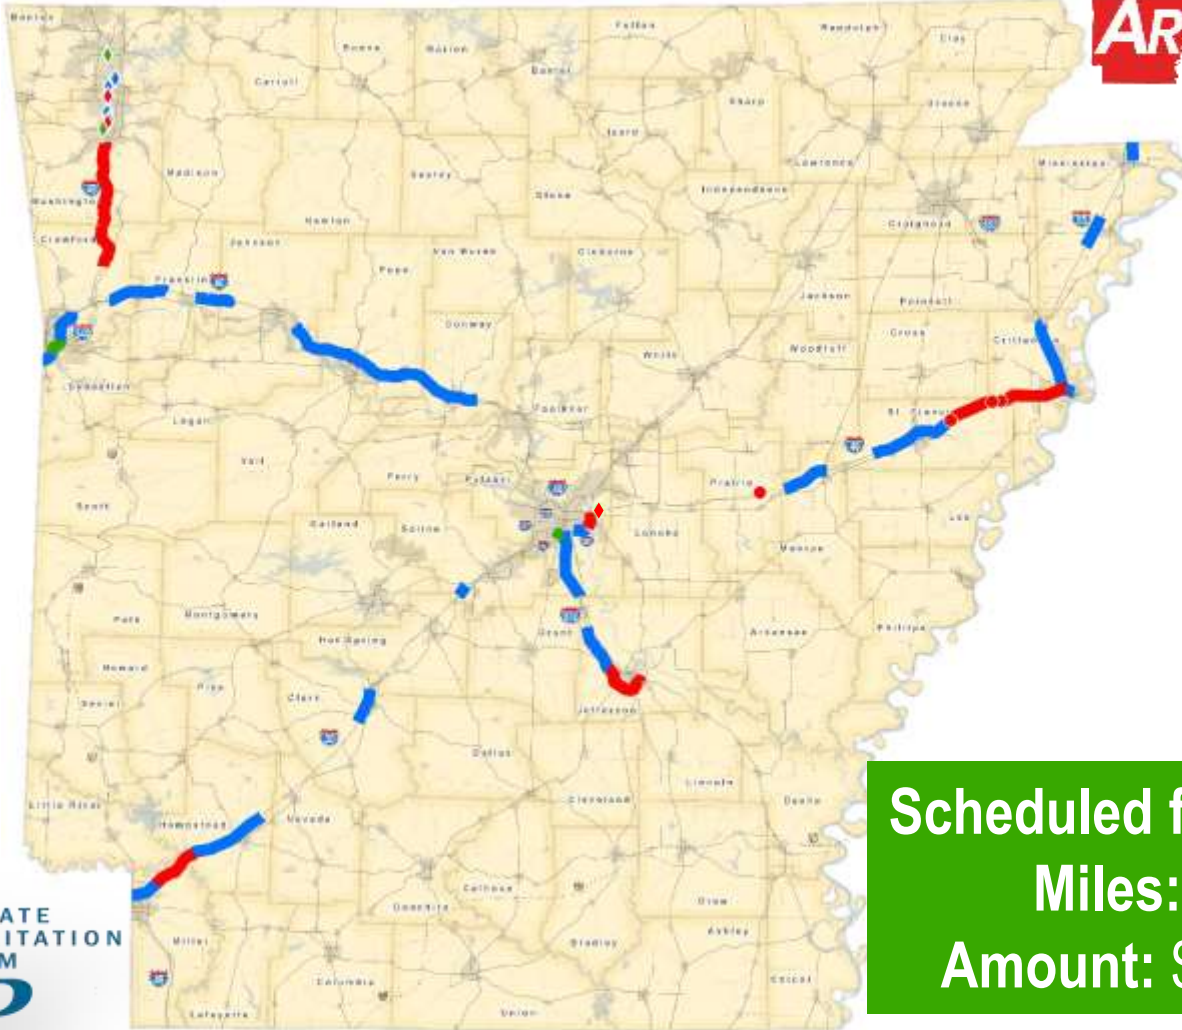 AR
Benton
Boone
Marion
Fulton
Randolph
Clay
Carroll
Baxter
Sharp
Greene
Izard
Lawrence
Mississippi
Madison
Searcy
Stone
Independence
Washington
Newton
Craighead
Crawford
Johnson
Van Buren
Cleburne
Franklin
Pope
Jackson
Poinsett
Conway
Cross
Crittenden
White
Woodruff
Sebastian
Logan
Faulkner
St. Francis
Yell
Perry
Pulaski
Prairie
Scott
Garland
Saline
Lonoke
Lee
Monroe
Polk
Montgomery
Hot Spring
Grant
Arkansas
Phillips
Howard
Pike
Clark
Sevier
Jefferson
Dallas
Lincoln
Little River
Hempstead
Nevada
Cleveland
Desha
Calhoun
Ouachita
Drew
Miller
Bradley
Ashley
Columbia
Chicot
Lafayette
Union
ATE
ITATION
M
Scheduled f
Miles:
Amount: $